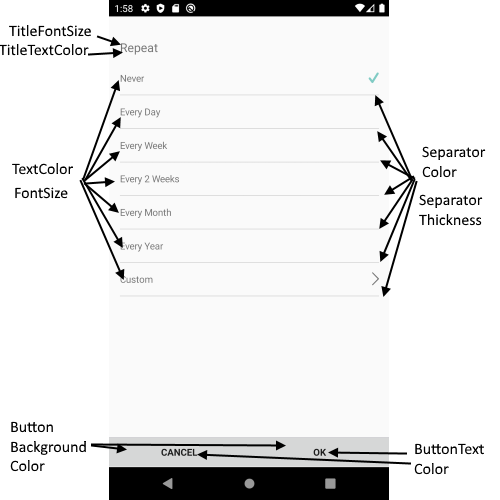 1:58
TitleFontSize
TitleTextColor
Repeat
Never
Every Day
Every Week
Every 2 Weeks
Every Month
Every Year
Custom
TextColor
FontSize
Separator
Color
Separator
Thickness
Button
Background
Color
CANCEL
OK
ButtonText
Color